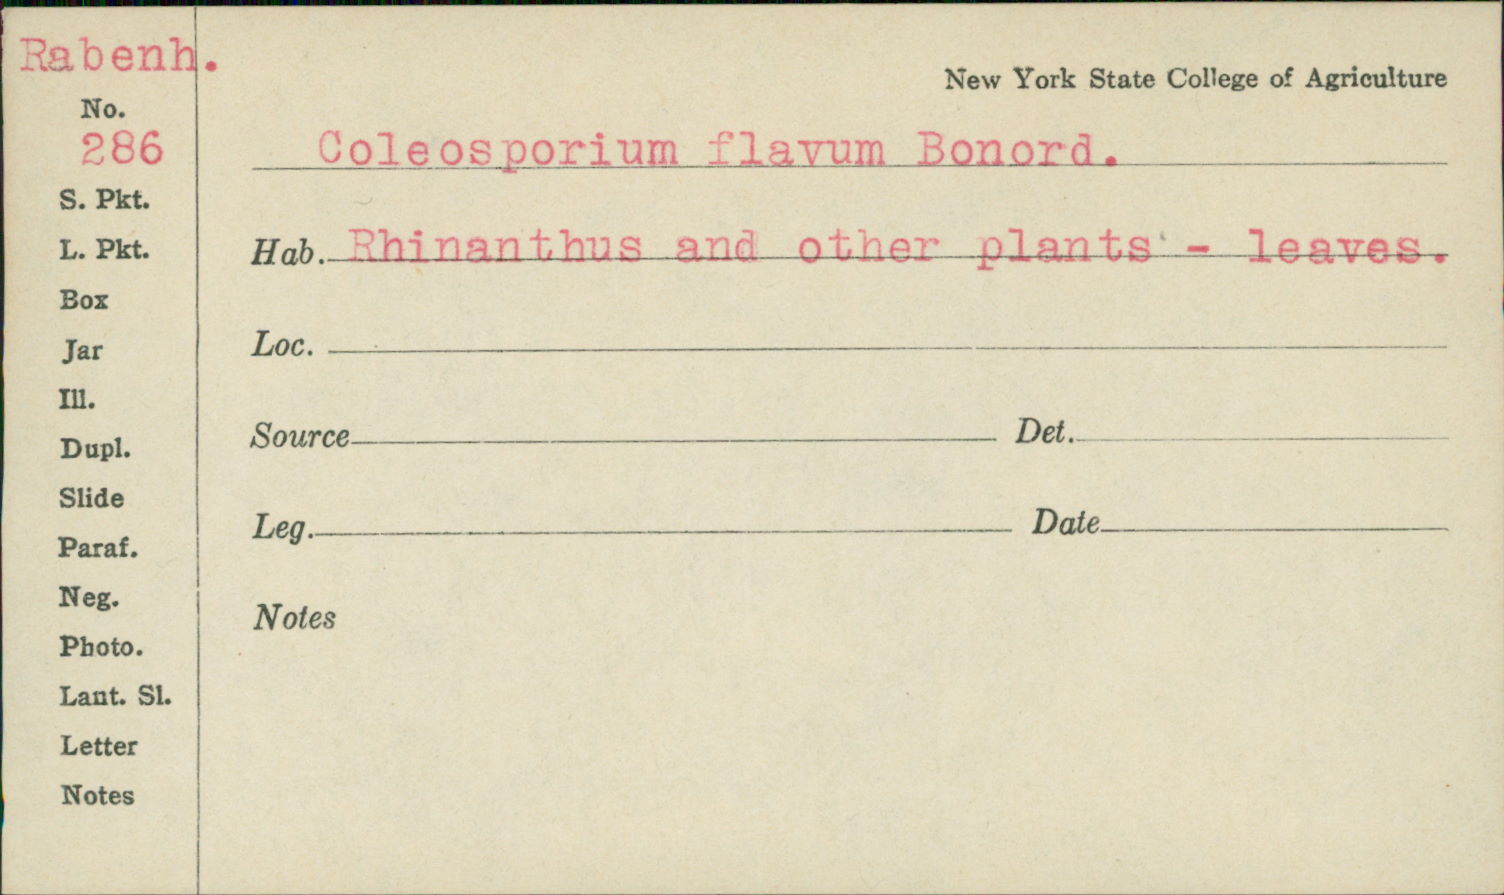 Rabenh.
New York State College of Agriculture
No.
286
Coleosporium flavum Bonord.
S. Pkt.
L. Pkt.
Hab. Rhinanthus and other plants - leaves.
Box
Jar
Loc.
Ill.
Dupl.
Source Det.
Slide
Leg. Date
Paraf.
Neg.
Notes
Photo.
Lant. Sl.
Letter
Notes